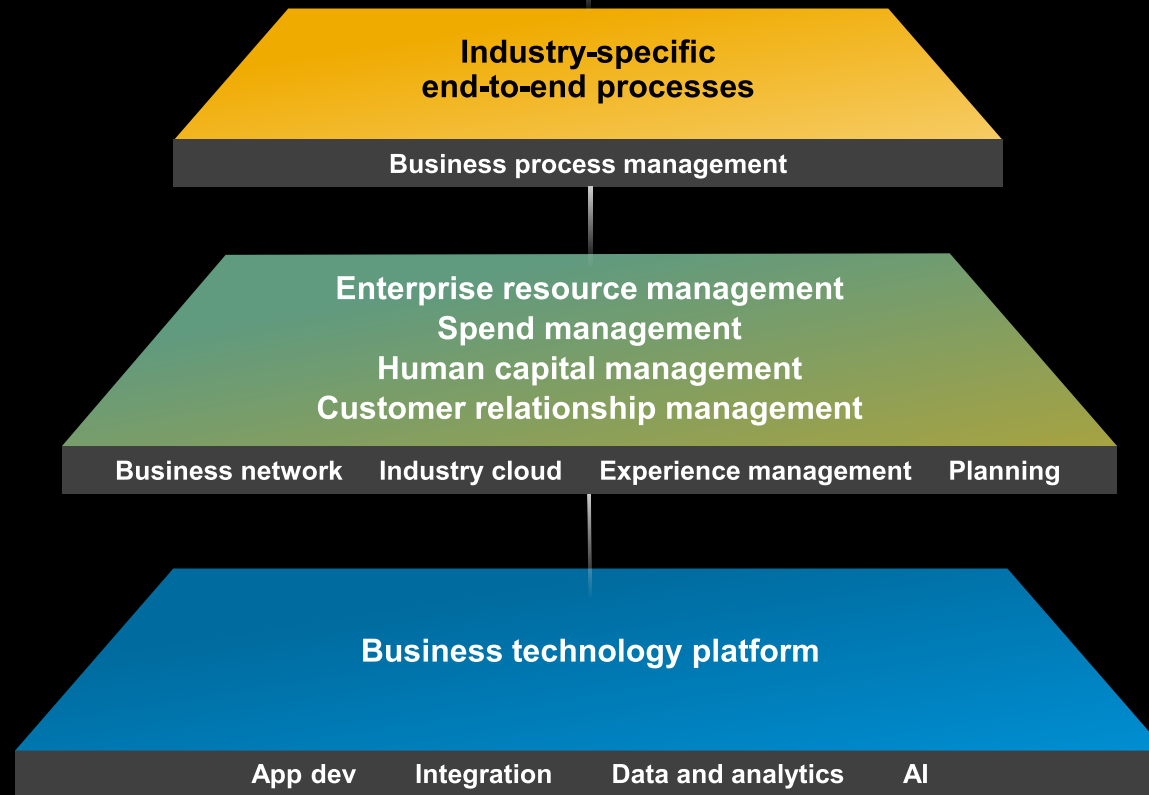 Industry-specific
end-to-end processes
Business process management
Enterprise resource management
Spend management
Human capital management
Customer relationship management
Business network Industry cloud Experience management Planning
Business technology platform
App dev Integration Data and analytics AI